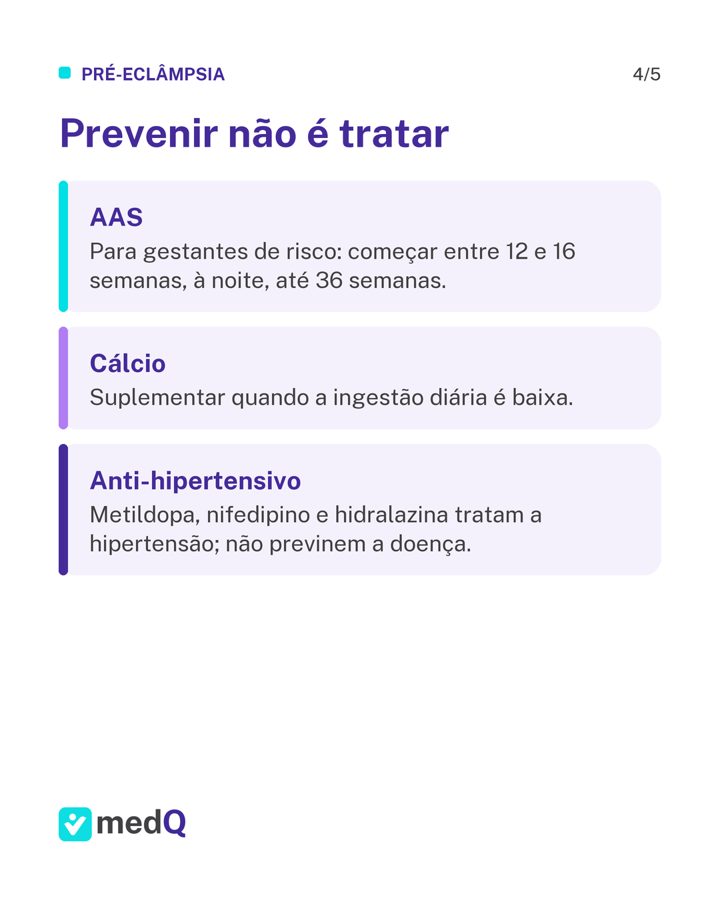 PRÉ-ECLÂMPSIA
4/5
Prevenir não é tratar
AAS
Para gestantes de risco: começar entre 12 e 16
semanas, à noite, até 36 semanas.
Cálcio
Suplementar quando a ingestão diária é baixa.
Anti-hipertensivo
Metildopa, nifedipino e hidralazina tratam a
hipertensão; não previnem a doença.
medQ